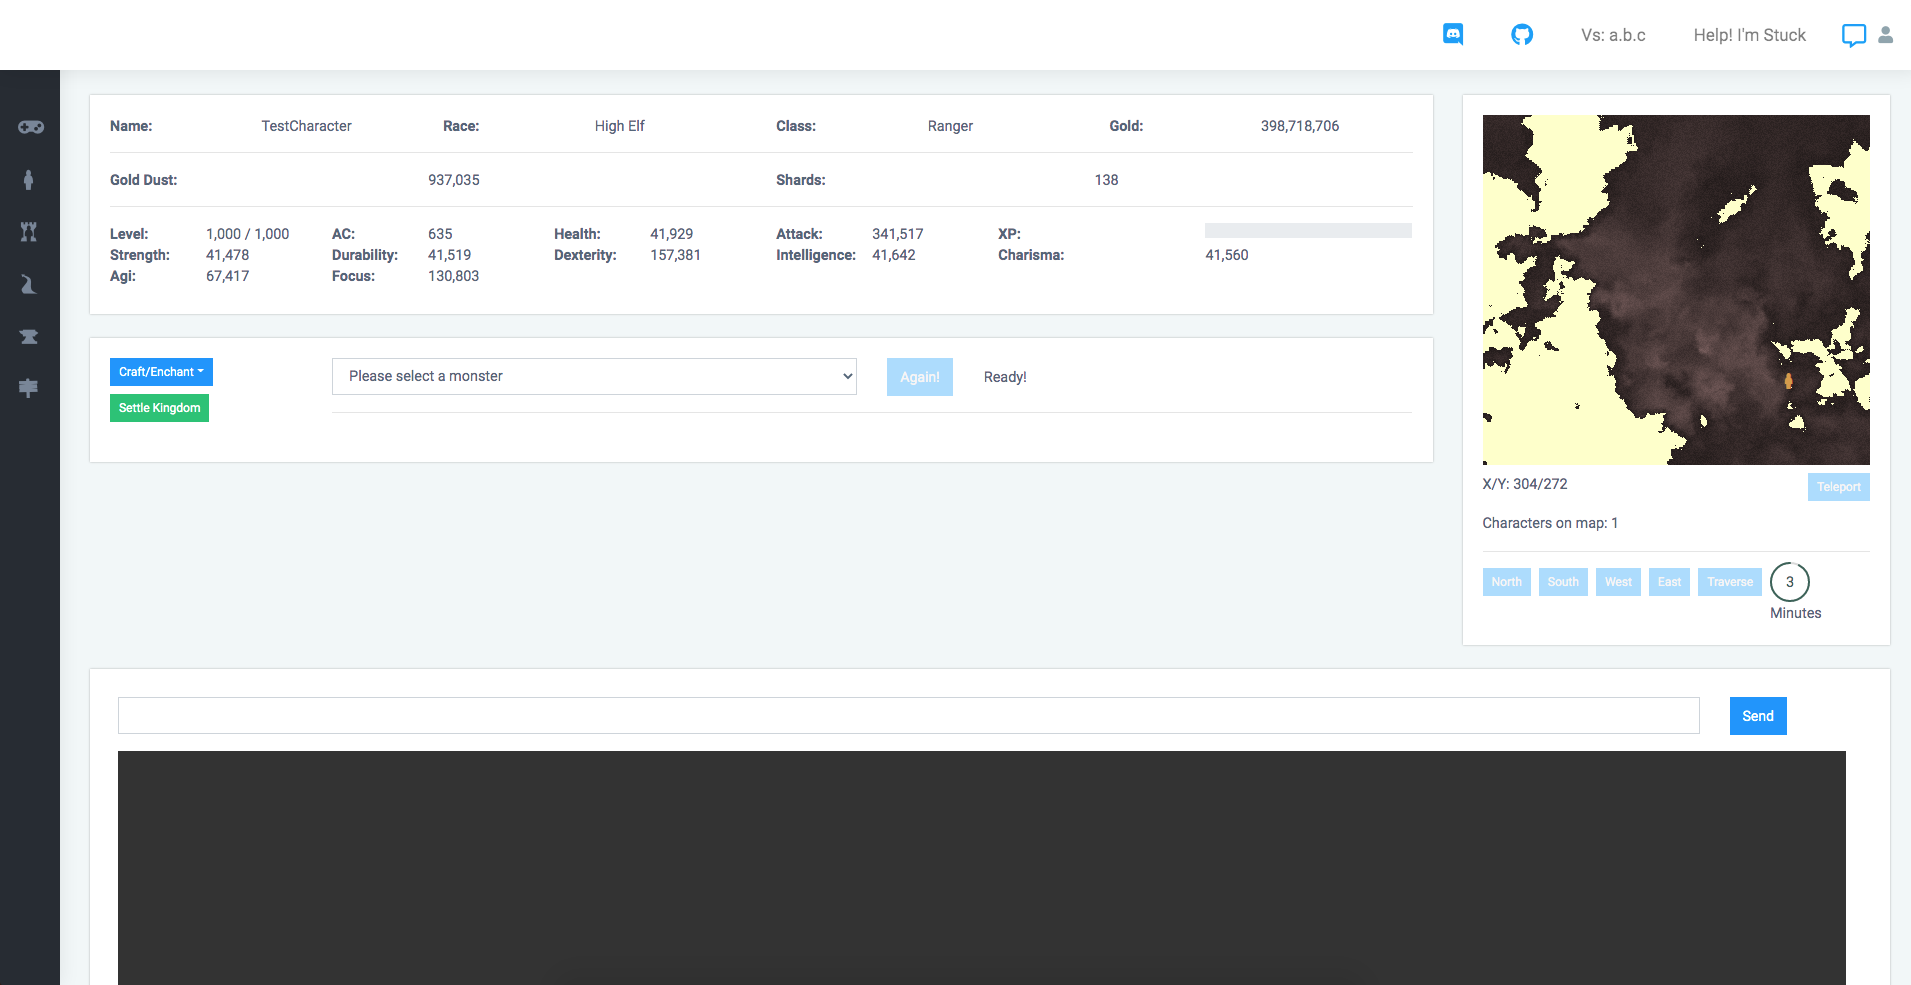 Vs: a.b.c Help! I'm Stuck
Name: TestCharacter Race: High Elf Class: Ranger Gold: 398,718,706
Gold Dust: 937,035 Shards: 138
Level: 1,000 / 1,000 AC: 635 Health: 41,929 Attack: 341,517 XP:
Strength: 41,478 Durability: 41,519 Dexterity: 157,381 Intelligence: 41,642 Charisma: 41,560
Agi: 67,417 Focus: 130,803
Craft/Enchant Please select a monster Again! Ready!
Settle Kingdom
X/Y: 304/272 Teleport
Characters on map: 1
North South West East Traverse 3
Minutes
Send